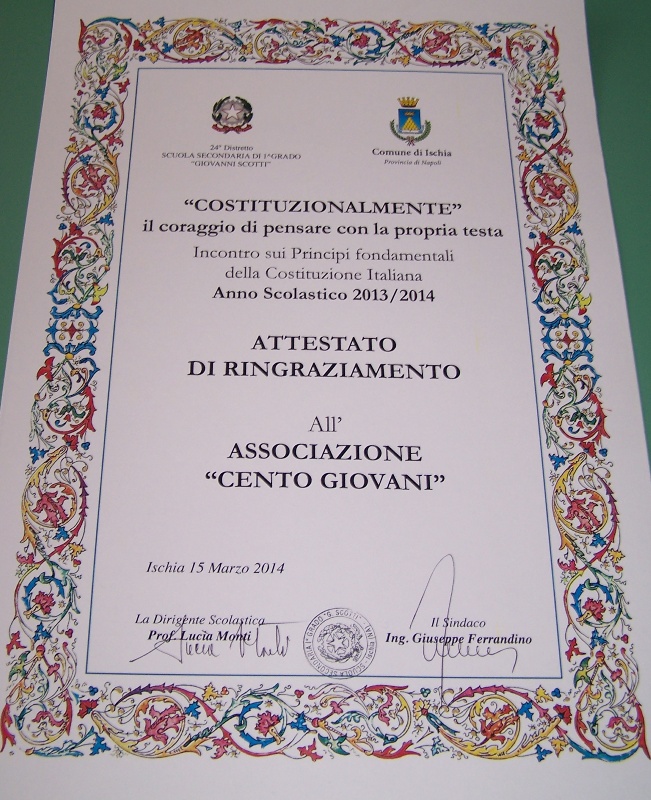 24° Distretto
SCUOLA SECONDARIA DI 1°GRADO
"GIOVANNI SCOTTI"
Comune di Ischia
Provincia di Napoli
"COSTITUZIONALMENTE"
il coraggio di pensare con la propria testa
Incontro sui Principi fondamentali
della Costituzione Italiana
Anno Scolastico 2013/2014
ATTESTATO
DI RINGRAZIAMENTO
All'
ASSOCIAZIONE
"CENTO GIOVANI"
Ischia 15 Marzo 2014
La Dirigente Scolastica
Prof. Lucia Monti
Il Sindaco
Ing. Giuseppe Ferrandino